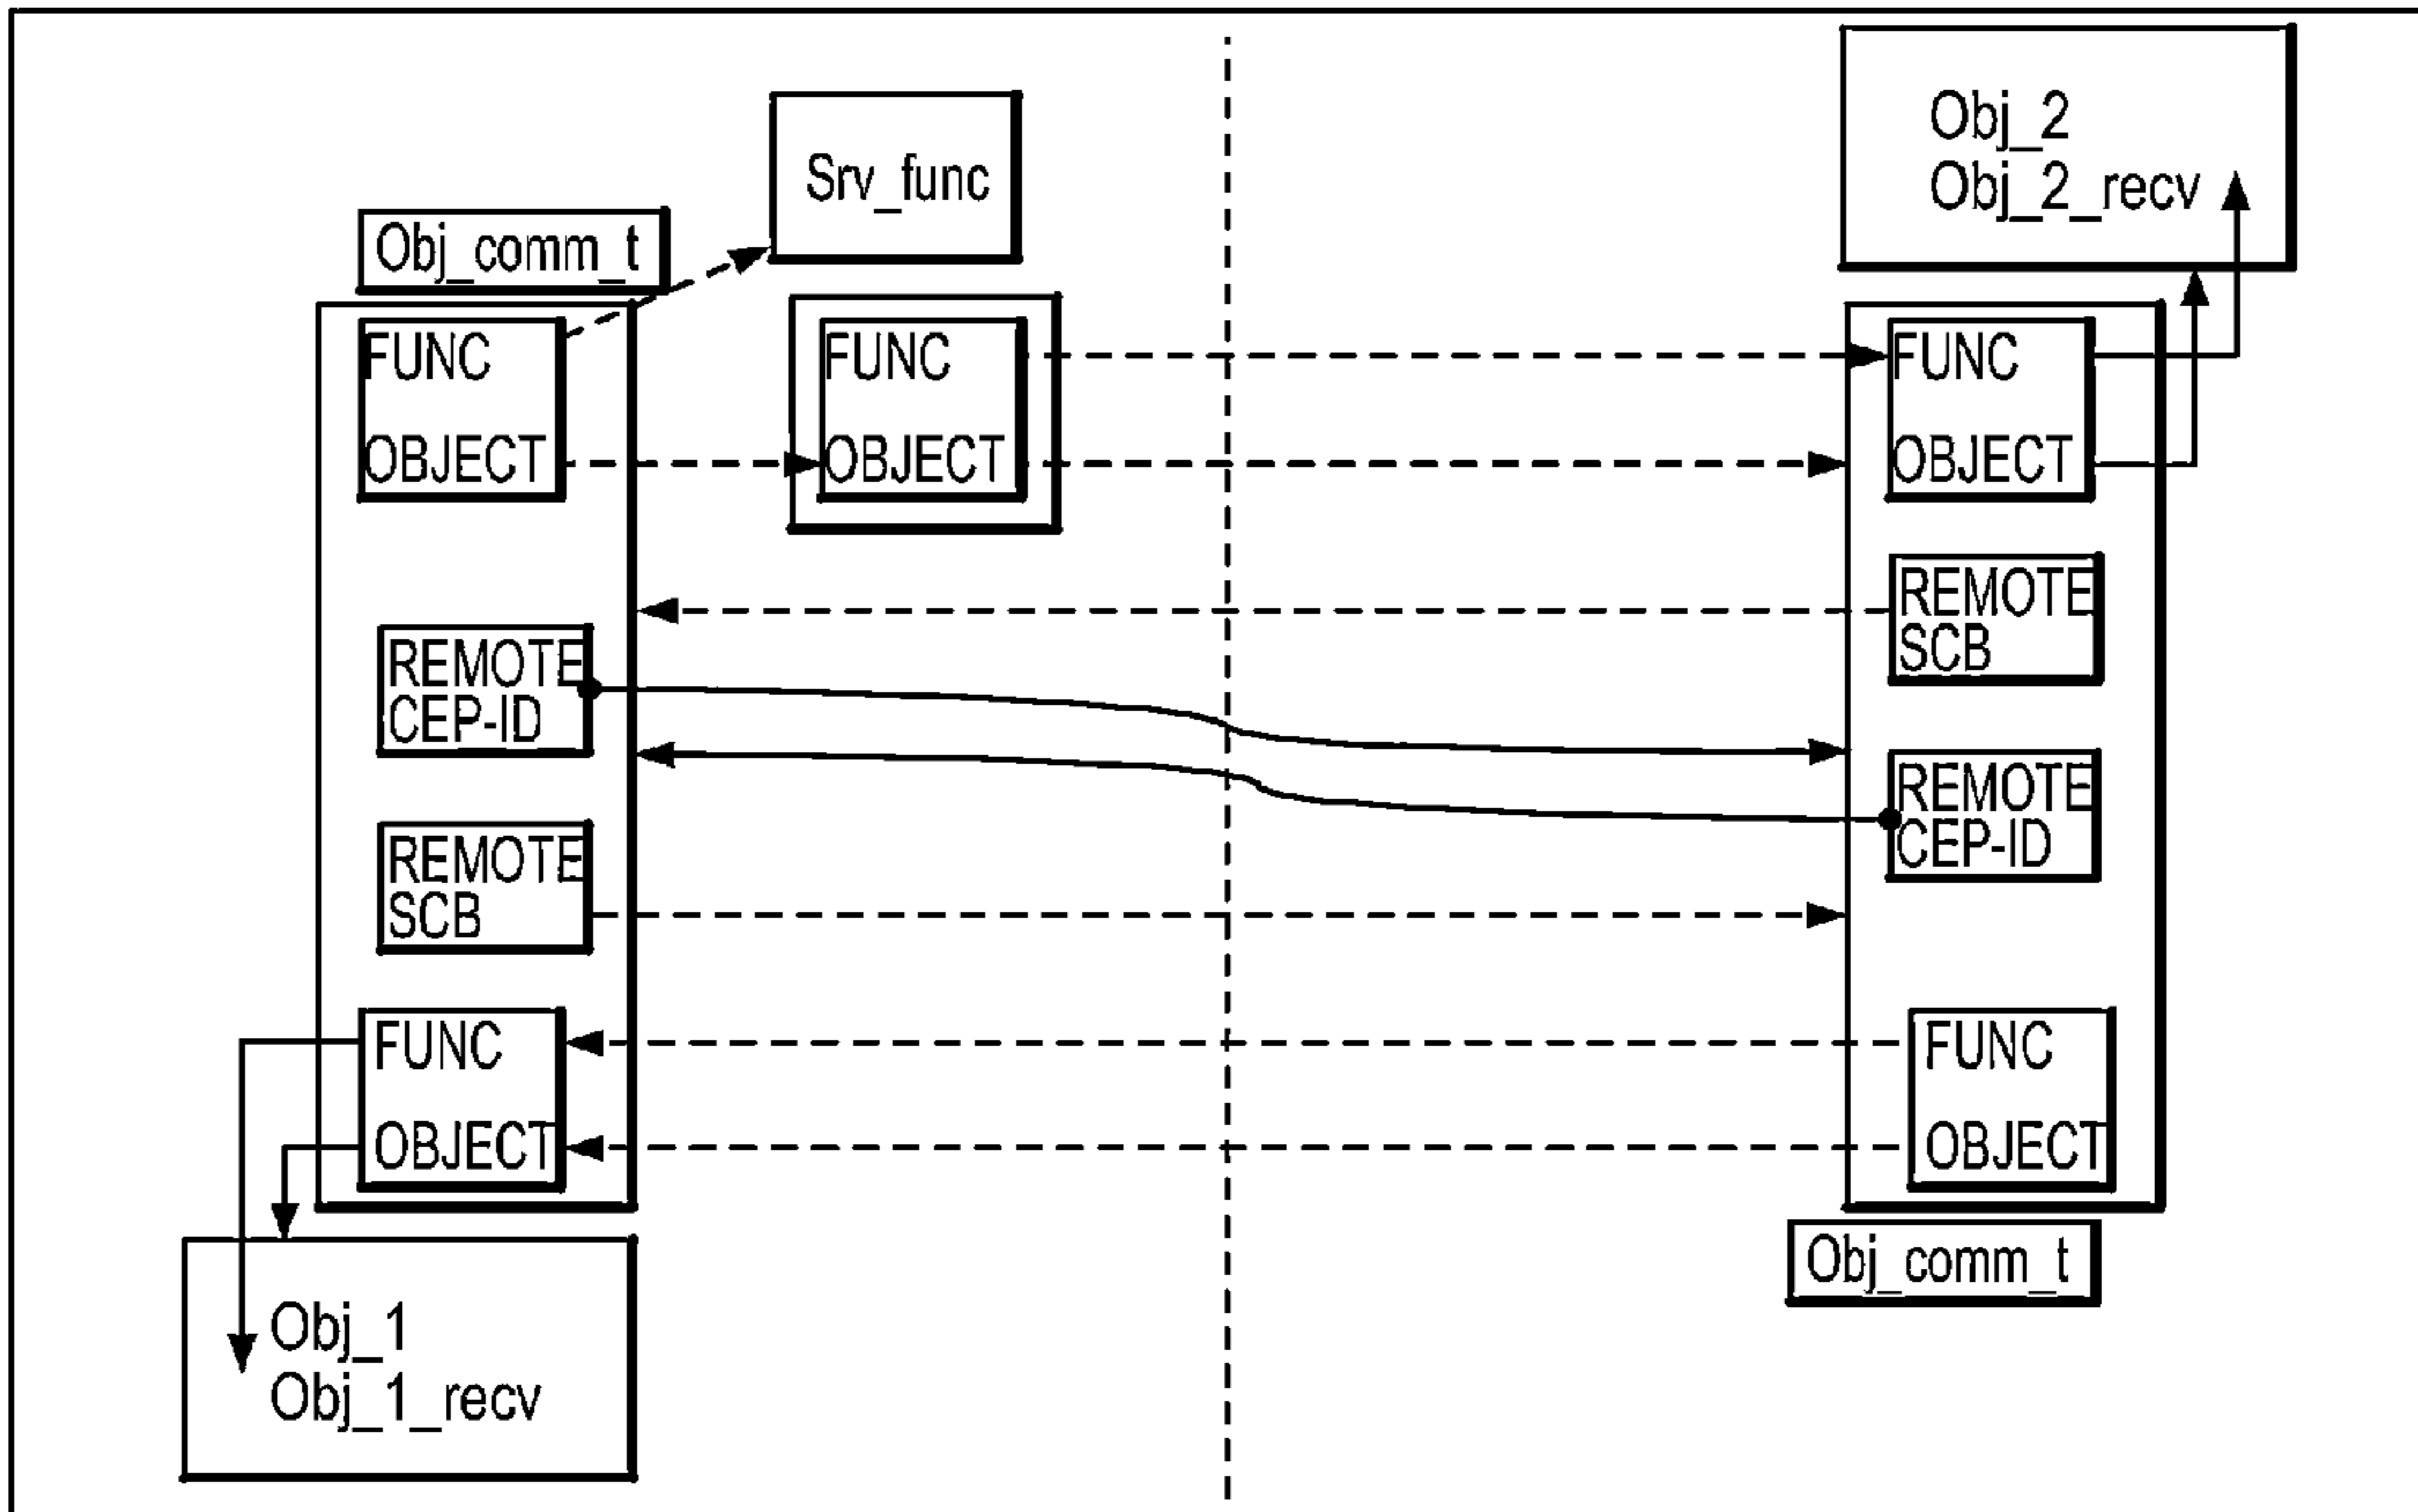 Obj_2
Obj_2_recv
Srv_func
Obj_comm_t
FUNC
OBJECT
FUNC
OBJECT
FUNC
OBJECT
REMOTE
SCB
REMOTE
CEP-ID
REMOTE
CEP-ID
REMOTE
SCB
FUNC
OBJECT
FUNC
OBJECT
Obj_comm_t
Obj_1
Obj_1_recv